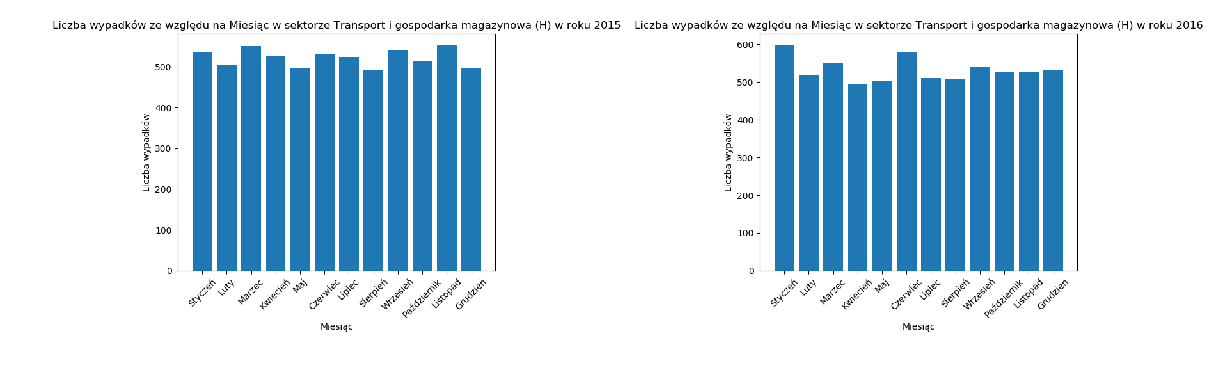 Liczba wypadków ze względu na Miesiąc w sektorze Transport i gospodarka magazynowa (H) w roku 2015
Liczba wypadków
500
400
300
200
100
0
Styczeń
Luty
Marzec
Kwiecień
Maj
Czerwiec
Lipiec
Sierpień
Wrzesień
Październik
Listopad
Grudzien
Miesiąc
Liczba wypadków ze względu na Miesiąc w sektorze Transport i gospodarka magazynowa (H) w roku 2016
Liczba wypadków
600
500
400
300
200
100
0
Styczeń
Luty
Marzec
Kwiecień
Maj
Czerwiec
Lipiec
Sierpień
Wrzesień
Październik
Listopad
Grudzien
Miesiąc